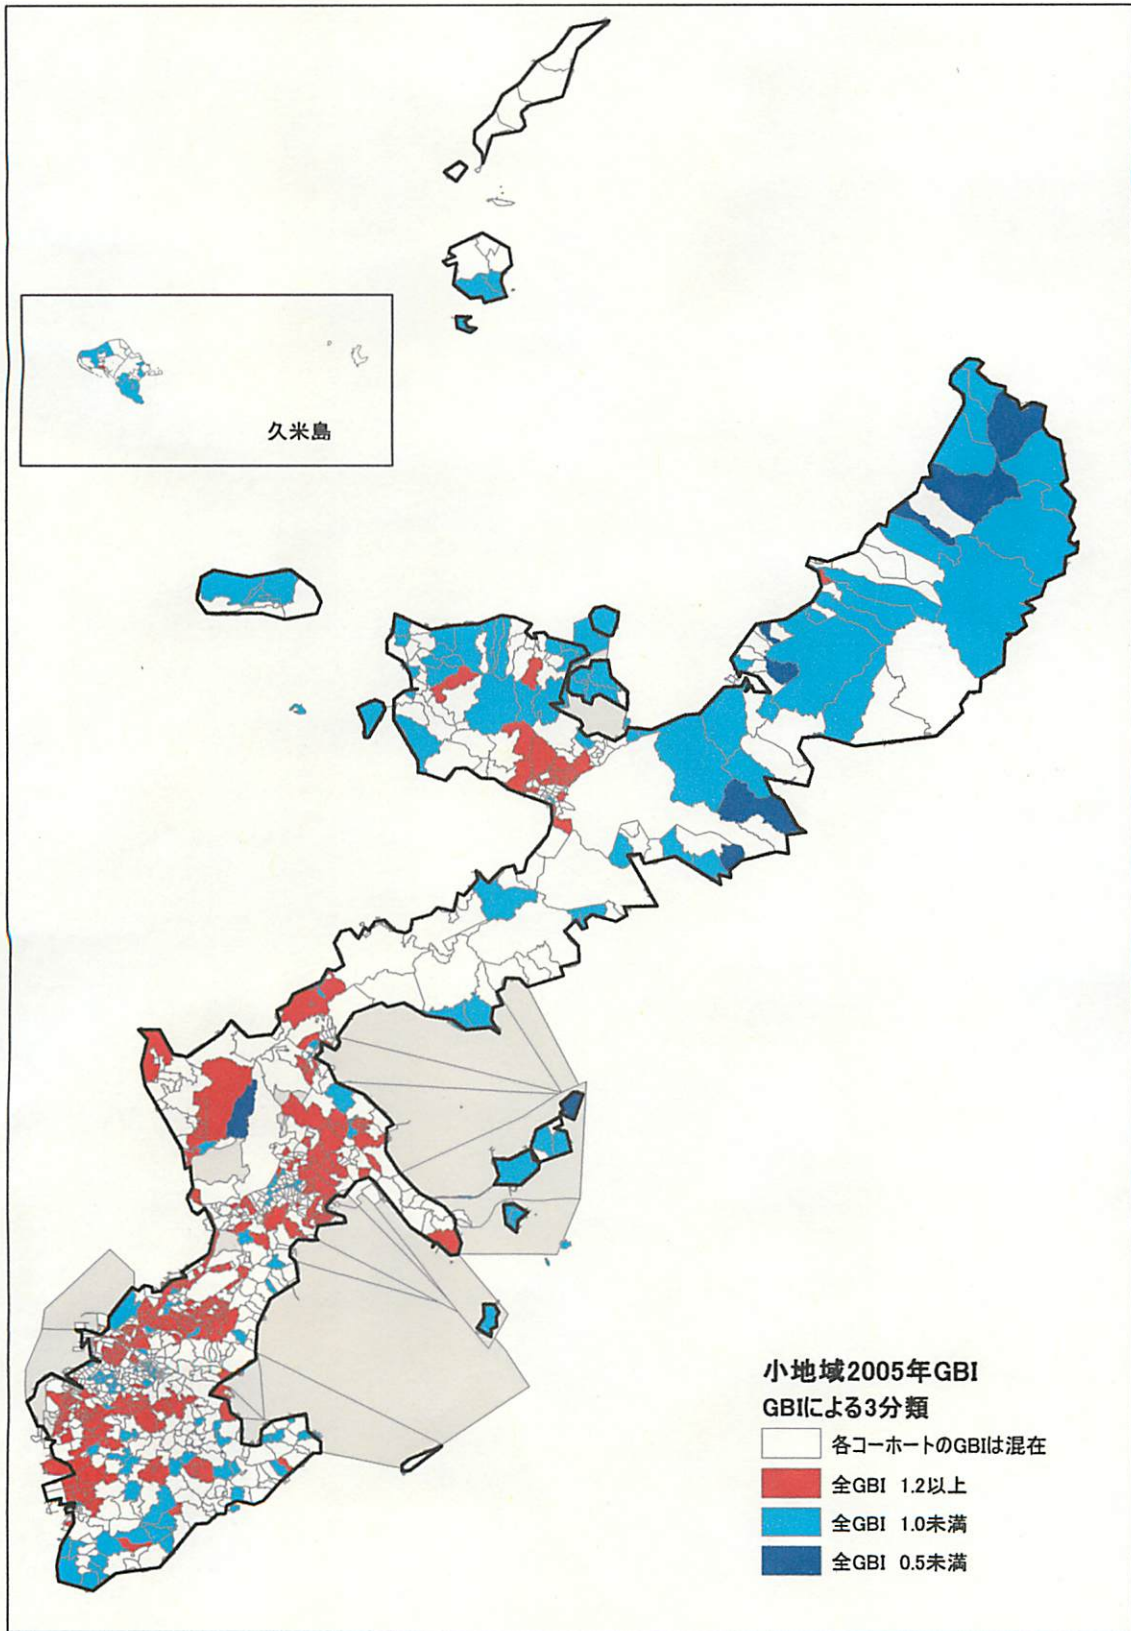 久米島
小地域2005年GBI
GBIによる3分類
各コーホートのGBIは混在
全GBI 1.2以上
全GBI 1.0未満
全GBI 0.5未満